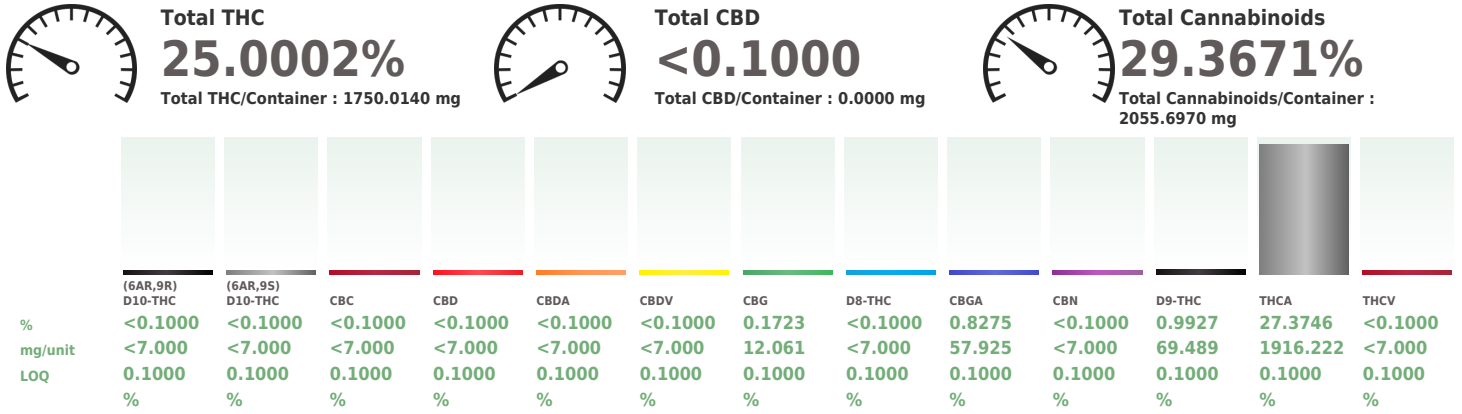 Total THC
25.0002%
Total THC/Container : 1750.0140 mg
Total CBD
<0.1000
Total CBD/Container : 0.0000 mg
Total Cannabinoids
29.3671%
Total Cannabinoids/Container :
2055.6970 mg
(6AR,9R) (6AR,9S)
D10-THC D10-THC CBC CBD CBDA CBDV CBG D8-THC CBGA CBN D9-THC THCA THCV
% <0.1000 <0.1000 <0.1000 <0.1000 <0.1000 <0.1000 0.1723 <0.1000 0.8275 <0.1000 0.9927 27.3746 <0.1000
mg/unit <7.000 <7.000 <7.000 <7.000 <7.000 <7.000 12.061 <7.000 57.925 <7.000 69.489 1916.222 <7.000
LOQ 0.1000 0.1000 0.1000 0.1000 0.1000 0.1000 0.1000 0.1000 0.1000 0.1000 0.1000 0.1000 0.1000
% % % % % % % % % % % % %